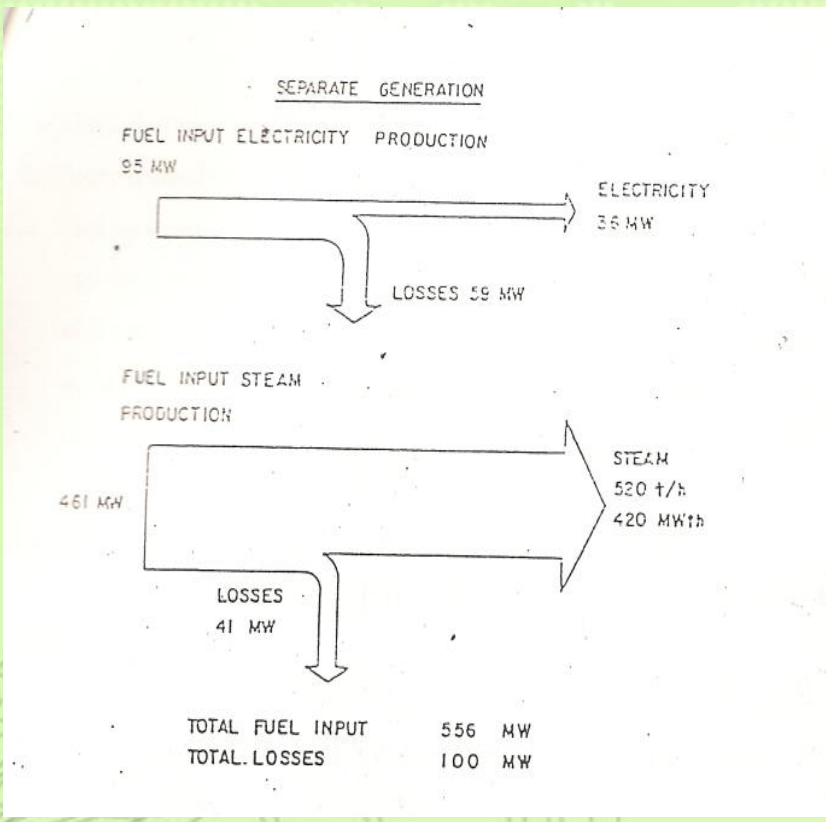 SEPARATE GENERATION
FUEL INPUT ELECTRICITY PRODUCTION
95 MW
ELECTRICITY
36 MW
LOSSES 59 MW
FUEL INPUT STEAM
PRODUCTION
461 MW
STEAM
520 t/h
420 MWth
LOSSES
41 MW
TOTAL FUEL INPUT 556 MW
TOTAL.LOSSES 100 MW